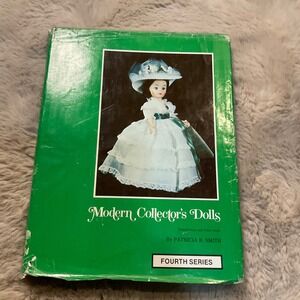 Modern Collector's Dolls
By PATRICIA R. SMITH
FOURTH SERIES